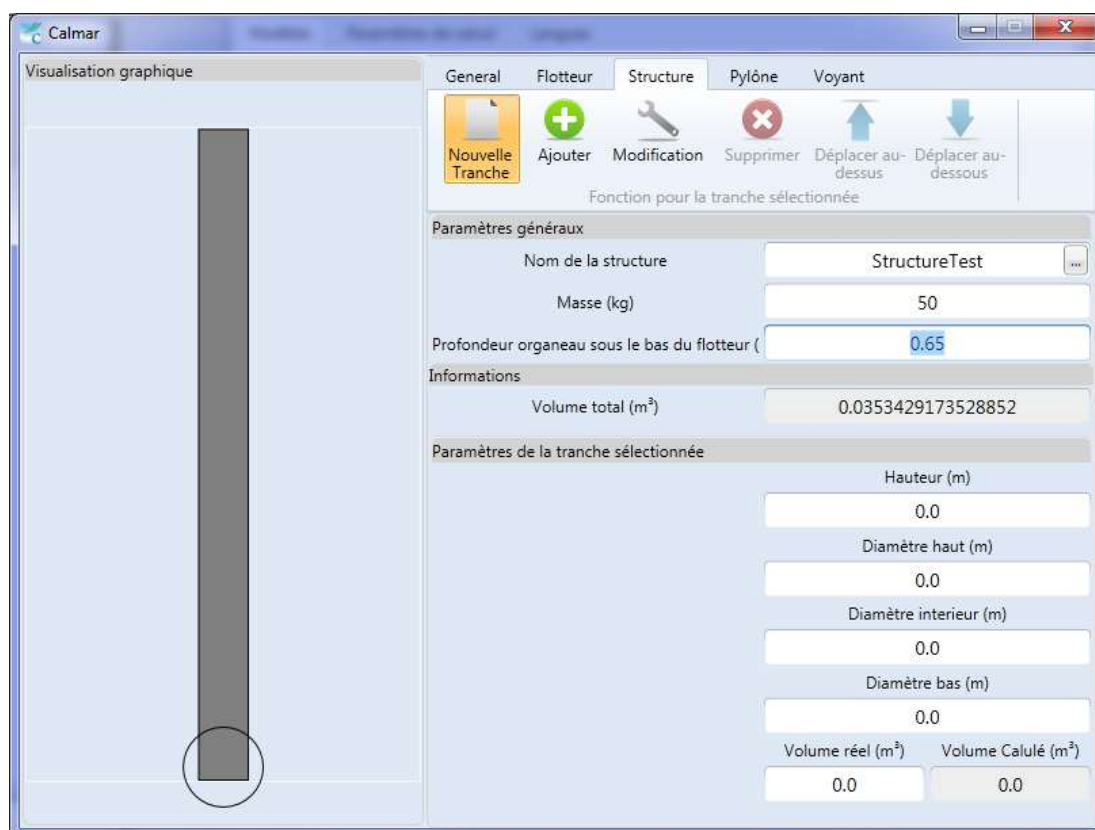 Calmar
Visualisation graphique
General Flotteur Structure Pylône Voyant
Nouvelle Tranche
Ajouter
Modification
Supprimer
Déplacer au-dessus
Déplacer au-dessous
Fonction pour la tranche sélectionnée
Paramètres généraux
Nom de la structure StructureTest ...
Masse (kg) 50
Profondeur organeau sous le bas du flotteur ( 0.65
Informations
Volume total (m³) 0.0353429173528852
Paramètres de la tranche sélectionnée
Hauteur (m)
0.0
Diamètre haut (m)
0.0
Diamètre interieur (m)
0.0
Diamètre bas (m)
0.0
Volume réel (m³) Volume Calulé (m³)
0.0 0.0